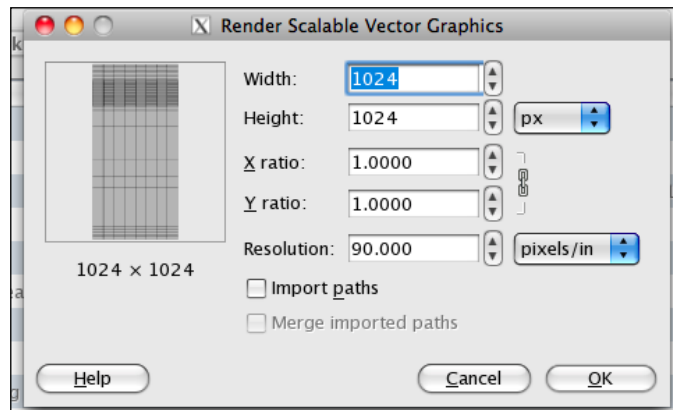 Render Scalable Vector Graphics
k
Width: 1024
Height: 1024 px
X ratio: 1.0000
Y ratio: 1.0000
Resolution: 90.000 pixels/in
1024 × 1024
Import paths
ea
Merge imported paths
Help Cancel OK
g